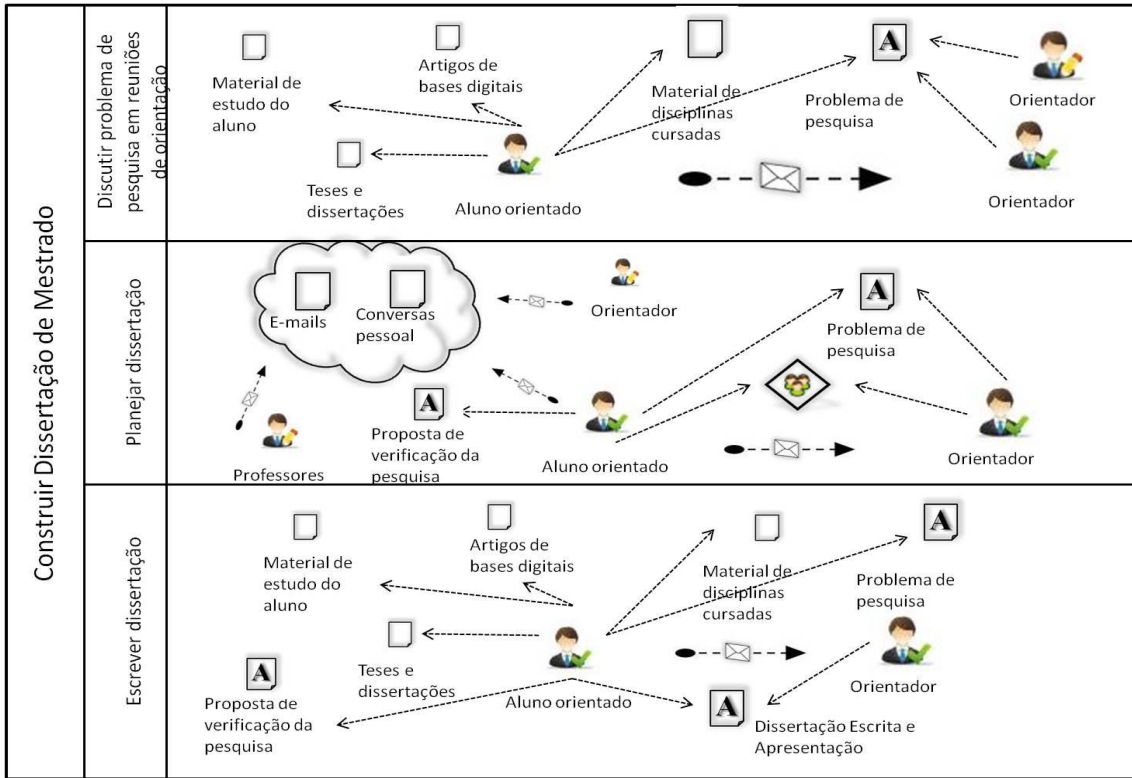 Construir Dissertação de Mestrado
Discutir problema de
pesquisa em reuniões
de orientação
Material de
estudo do
aluno
Artigos de
bases digitais
Teses e
dissertações
Aluno orientado
Material de
disciplinas
cursadas
A
Problema de
pesquisa
Orientador
Orientador
Planejar dissertação
E-mails
Conversas
pessoal
Orientador
Professores
A
Proposta de
verificação da
pesquisa
Aluno orientado
A
Problema de
pesquisa
Orientador
Escrever dissertação
Material de
estudo do
aluno
Artigos de
bases digitais
Teses e
dissertações
A
Proposta de
verificação da
pesquisa
Aluno orientado
Material de
disciplinas
cursadas
A
Problema de
pesquisa
Orientador
A
Dissertação Escrita e
Apresentação